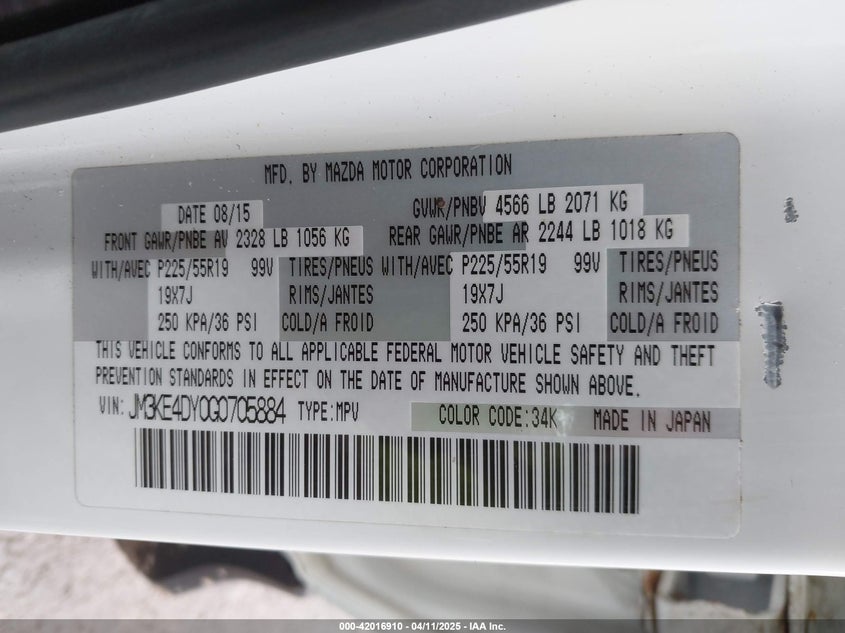 MFD. BY MAZDA MOTOR CORPORATION
DATE 08/15 GVWR/PNBV 4566 LB 2071 KG
FRONT GAWR/PNBE AV 2328 LB 1056 KG REAR GAWR/PNBE AR 2244 LB 1018 KG
WITH/AVEC P225/55R19 99V TIRES/PNEUS WITH/AVEC P225/55R19 99V TIRES/PNEUS
19X7J RIMS/JANTES 19X7J RIMS/JANTES
250 KPA/36 PSI COLD/A FROID 250 KPA/36 PSI COLD/A FROID
THIS VEHICLE CONFORMS TO ALL APPLICABLE FEDERAL MOTOR VEHICLE SAFETY AND THEFT
PREVENTION STANDARDS IN EFFECT ON THE DATE OF MANUFACTURE SHOWN ABOVE.
VIN: JM3KE4DY0G0705884 TYPE:MPV COLOR CODE:34K MADE IN JAPAN
000-42016910 - 04/11/2025 - IAA Inc.